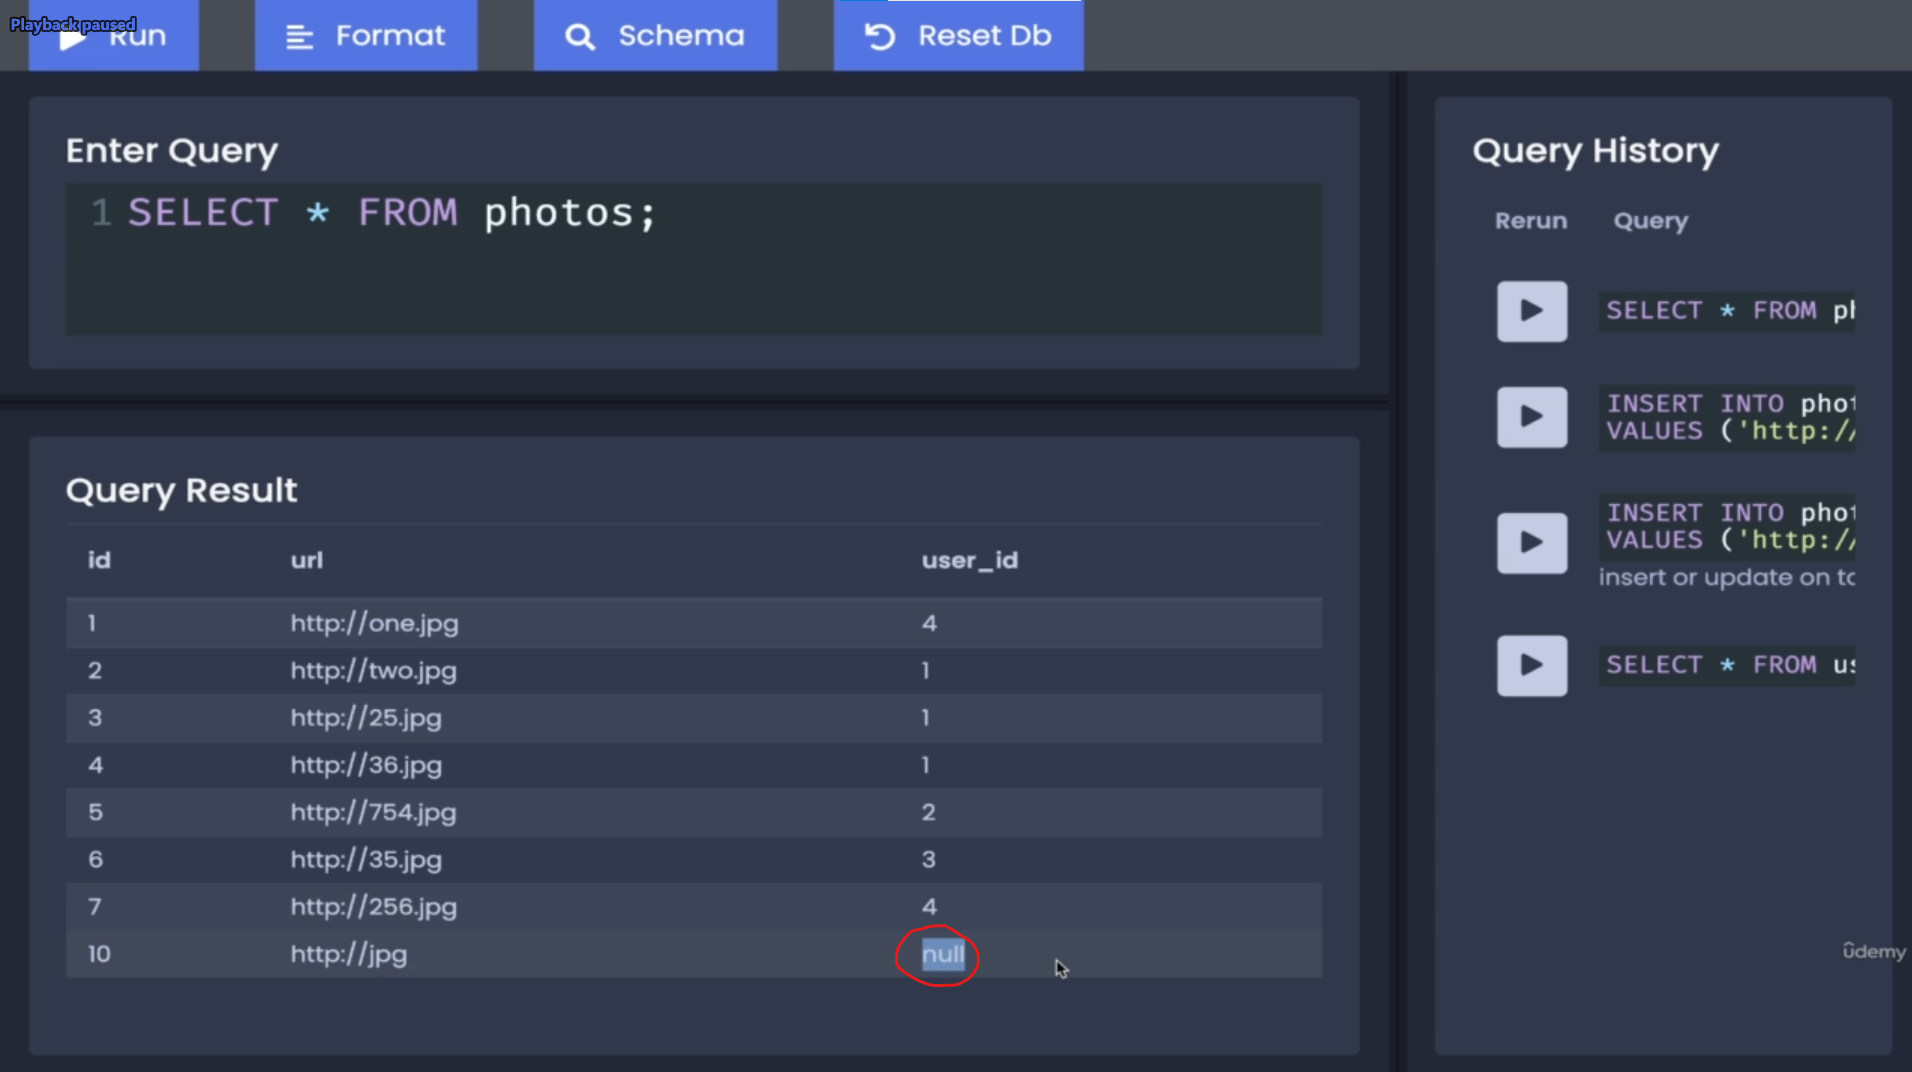 Playback paused
Run
Format
Schema
Reset Db
Enter Query
1 SELECT * FROM photos;
Query Result
id url user_id
1 http://one.jpg 4
2 http://two.jpg 1
3 http://25.jpg 1
4 http://36.jpg 1
5 http://754.jpg 2
6 http://35.jpg 3
7 http://256.jpg 4
10 http://jpg null
Query History
Rerun Query
SELECT * FROM ph
INSERT INTO phot
VALUES ('http://
INSERT INTO phot
VALUES ('http://
insert or update on ta
SELECT * FROM us
ûdemy